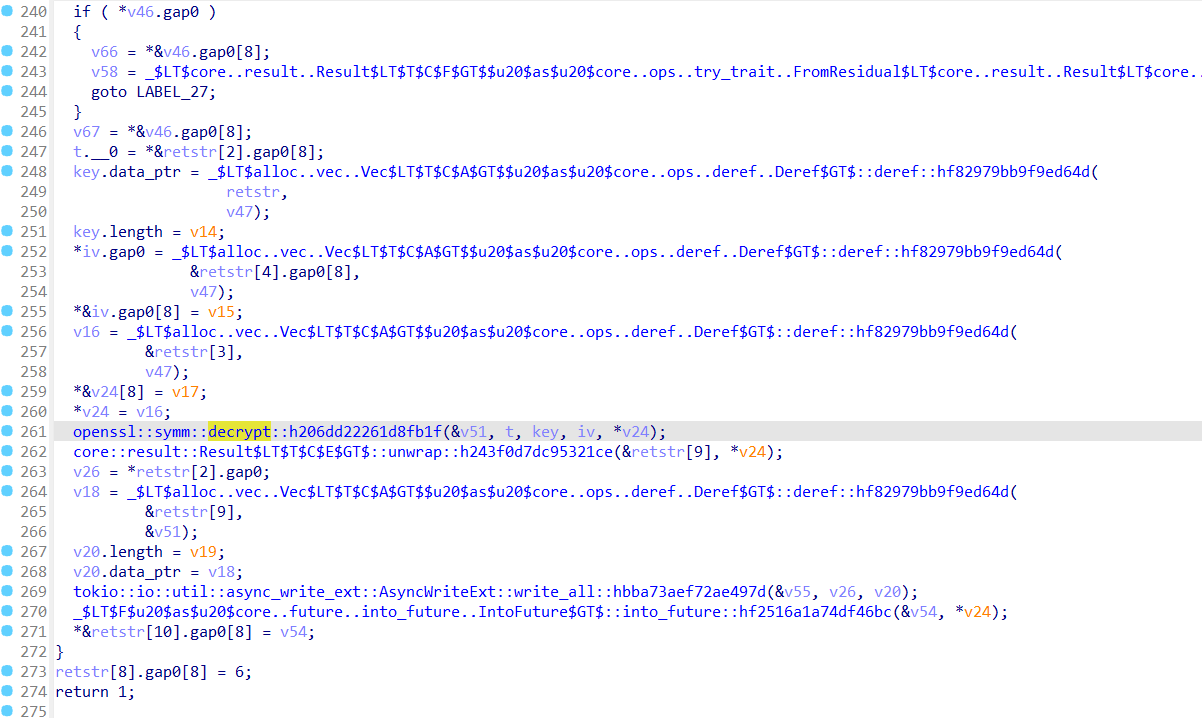 240 if ( *v46.gap0 )
241 {
242 v66 = *&v46.gap0[8];
243 v58 = _$LT$core..result..Result$LT$T$C$F$GT$$u20$as$u20$core..ops..try_trait..FromResidual$LT$core..result..Result$LT$core..
244 goto LABEL_27;
245 }
246 v67 = *&v46.gap0[8];
247 t.__0 = *&retstr[2].gap0[8];
248 key.data_ptr = _$LT$alloc..vec..Vec$LT$T$C$A$GT$$u20$as$u20$core..ops..deref..Deref$GT$::deref::hf82979bb9f9ed64d(
249 retstr,
250 v47);
251 key.length = v14;
252 *iv.gap0 = _$LT$alloc..vec..Vec$LT$T$C$A$GT$$u20$as$u20$core..ops..deref..Deref$GT$::deref::hf82979bb9f9ed64d(
253 &retstr[4].gap0[8],
254 v47);
255 *&iv.gap0[8] = v15;
256 v16 = _$LT$alloc..vec..Vec$LT$T$C$A$GT$$u20$as$u20$core..ops..deref..Deref$GT$::deref::hf82979bb9f9ed64d(
257 &retstr[3],
258 v47);
259 *&v24[8] = v17;
260 *v24 = v16;
261 openssl::symm::decrypt::h206dd22261d8fb1f(&v51, t, key, iv, *v24);
262 core::result::Result$LT$T$C$E$GT$::unwrap::h243f0d7dc95321ce(&retstr[9], *v24);
263 v26 = *retstr[2].gap0;
264 v18 = _$LT$alloc..vec..Vec$LT$T$C$A$GT$$u20$as$u20$core..ops..deref..Deref$GT$::deref::hf82979bb9f9ed64d(
265 &retstr[9],
266 &v51);
267 v20.length = v19;
268 v20.data_ptr = v18;
269 tokio::io::util::async_write_ext::AsyncWriteExt::write_all::hbba73aef72ae497d(&v55, v26, v20);
270 _$LT$F$u20$as$u20$core..future..into_future..IntoFuture$GT$::into_future::hf2516a1a74df46bc(&v54, *v24);
271 *&retstr[10].gap0[8] = v54;
272 }
273 retstr[8].gap0[8] = 6;
274 return 1;
275